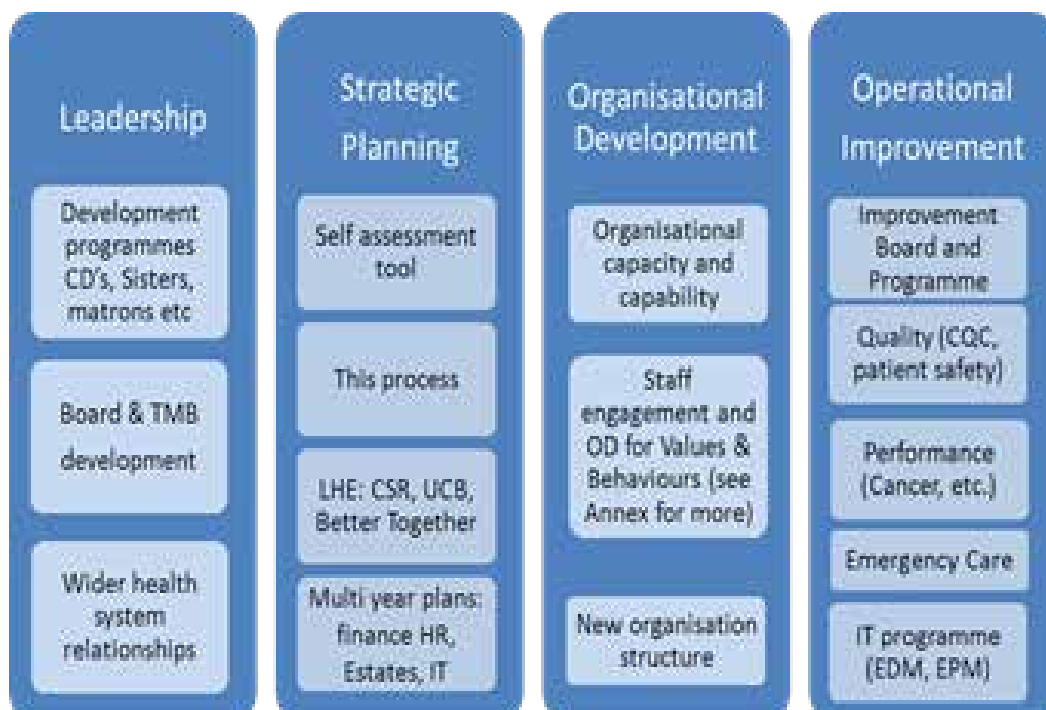 Leadership
Development
programmes
CD's, Sisters,
matrons etc
Board & TMB
development
Wider health
system
relationships
Strategic
Planning
Self assessment
tool
This process
LHE: CSR, UCB,
Better Together
Multi year plans:
finance HR,
Estates, IT
Organisational
Development
Organisational
capacity and
capability
Staff
engagement and
OD for Values &
Behaviours (see
Annex for more)
New organisation
structure
Operational
Improvement
Improvement
Board and
Programme
Quality (CQC,
patient safety)
Performance
(Cancer, etc.)
Emergency Care
IT programme
(EDM, EPM)